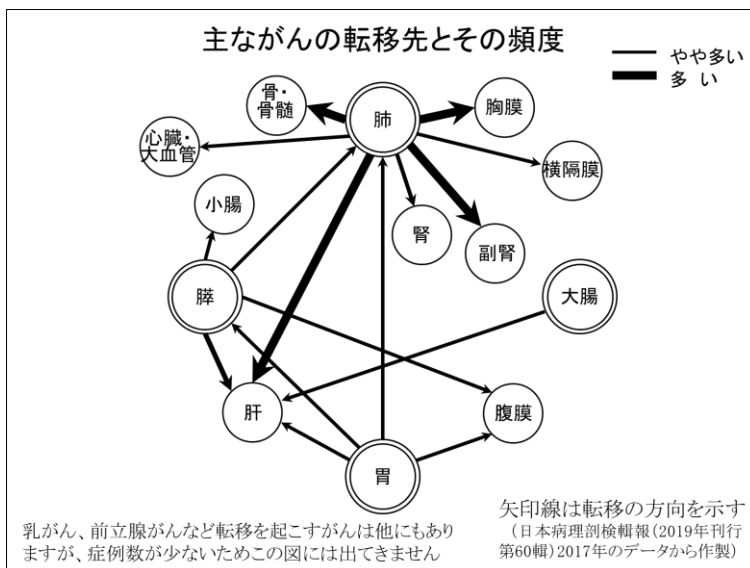 主ながんの転移先とその頻度
やや多い
多 い
骨・
骨髄
肺
胸膜
心臓・
大血管
横隔膜
小腸
腎
副腎
膵
大腸
肝
腹膜
胃
乳がん、前立腺がんなど転移を起こすがんは他にもあり
ますが、症例数が少ないためこの図には出てきません
矢印線は転移の方向を示す
(日本病理剖検輯報(2019年刊行
第60輯)2017年のデータから作製)